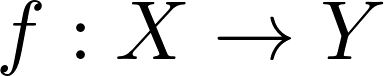 f : X → Y